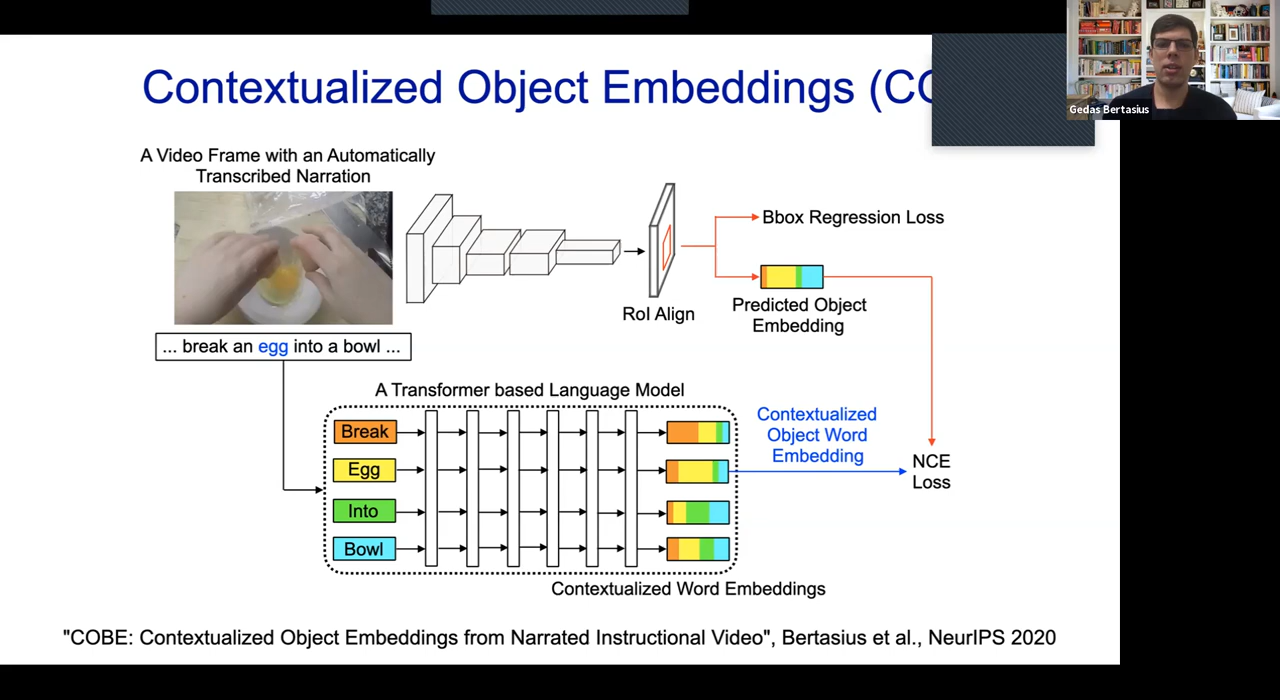 Contextualized Object Embeddings (CO
Gedas Bertasius
A Video Frame with an Automatically
Transcribed Narration
Bbox Regression Loss
RoI Align
Predicted Object
Embedding
... break an egg into a bowl ...
A Transformer based Language Model
Break
Egg
Into
Bowl
Contextualized
Object Word
Embedding
NCE
Loss
Contextualized Word Embeddings
"COBE: Contextualized Object Embeddings from Narrated Instructional Video", Bertasius et al., NeurIPS 2020